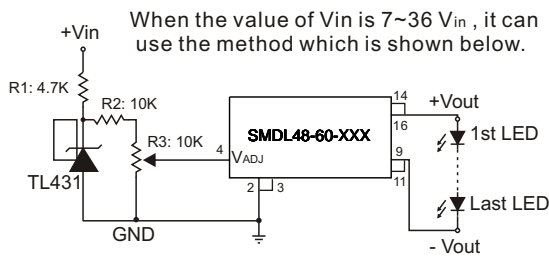 When the value of Vin is 7~36 Vin , it can
use the method which is shown below.
+Vin
R1: 4.7K
R2: 10K
R3: 10K
TL431
GND
4
VADJ
SMDL48-60-XXX
2
3
14
16
9
11
+Vout
1st LED
Last LED
- Vout